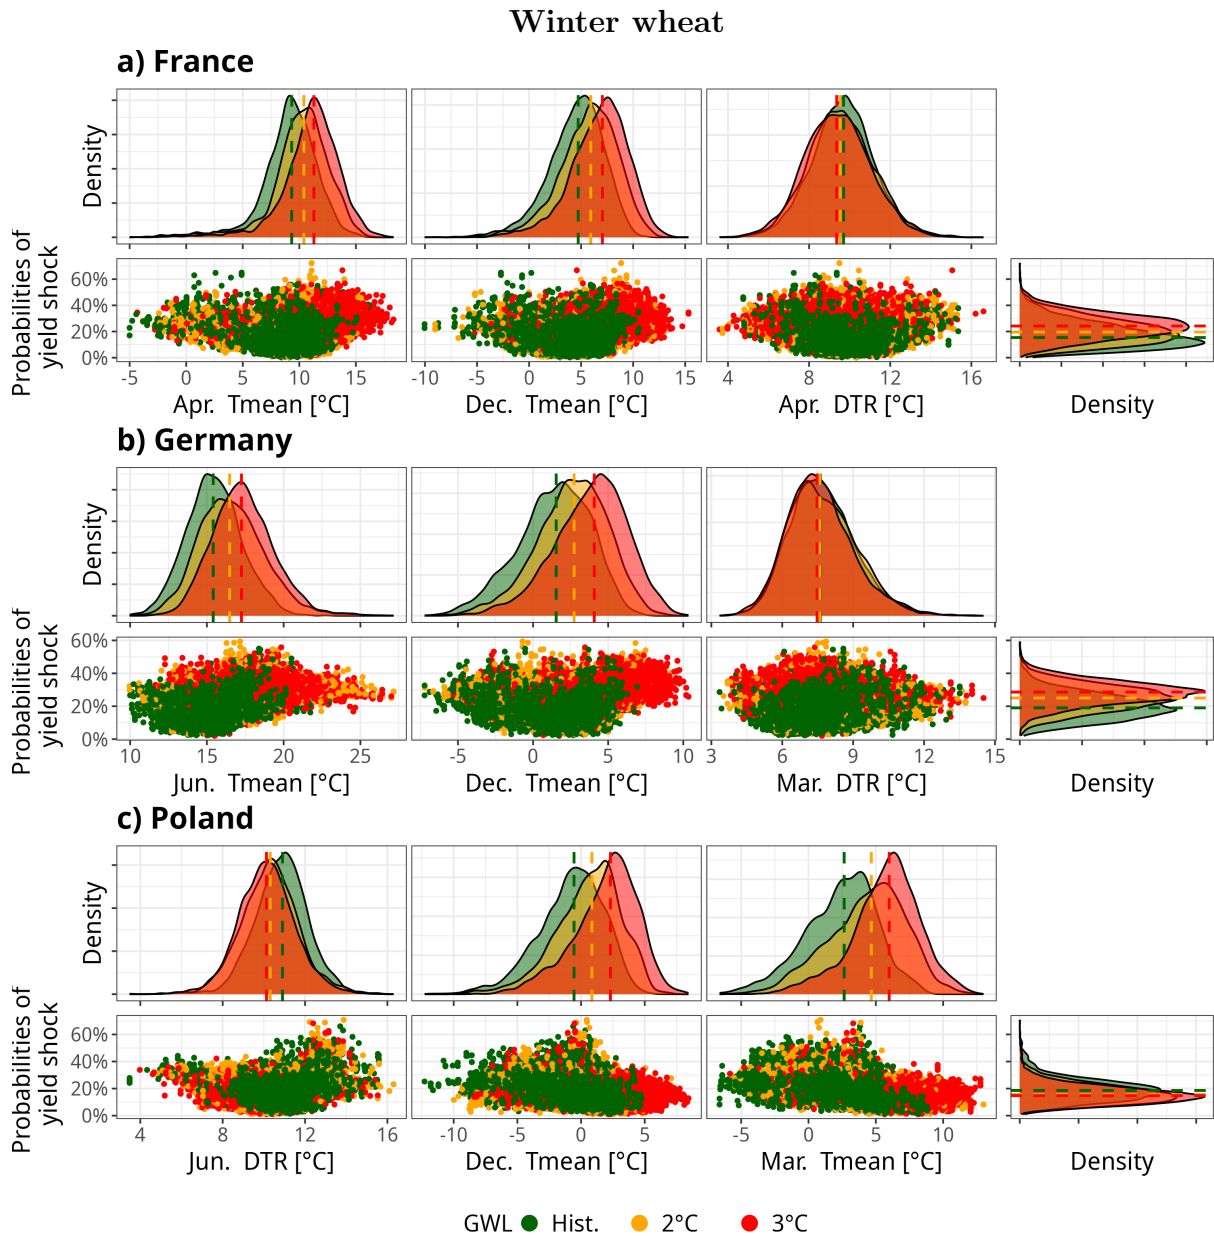 Winter wheat
a) France
Density
Probabilities of
yield shock
60%
40%
20%
0%
-5 0 5 10 15
-10 -5 0 5 10 15
4 8 12 16
Apr. Tmean [°C]
Dec. Tmean [°C]
Apr. DTR [°C]
Density
b) Germany
Density
Probabilities of
yield shock
60%
40%
20%
0%
10 15 20 25
-5 0 5 10
3 6 9 12 15
Jun. Tmean [°C]
Dec. Tmean [°C]
Mar. DTR [°C]
Density
c) Poland
Density
Probabilities of
yield shock
60%
40%
20%
0%
4 8 12 16
-10 -5 0 5
-5 0 5 10
Jun. DTR [°C]
Dec. Tmean [°C]
Mar. Tmean [°C]
Density
GWL Hist. 2°C 3°C